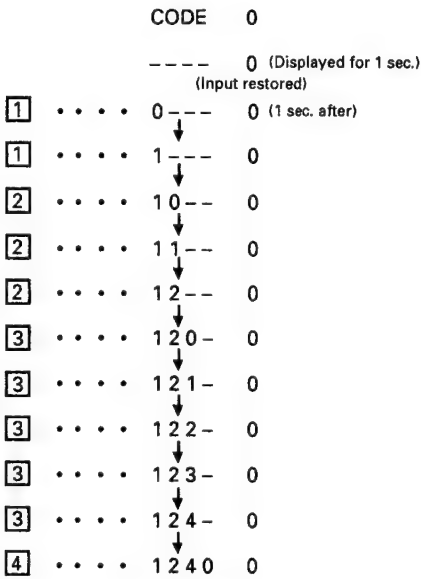 CODE 0
---- 0 (Displayed for 1 sec.)
(Input restored)
1 .... 0--- 0 (1 sec. after)
1 .... 1--- 0
2 .... 10-- 0
2 .... 11-- 0
2 .... 12-- 0
3 .... 120- 0
3 .... 121- 0
3 .... 122- 0
3 .... 123- 0
3 .... 124- 0
4 .... 1240 0